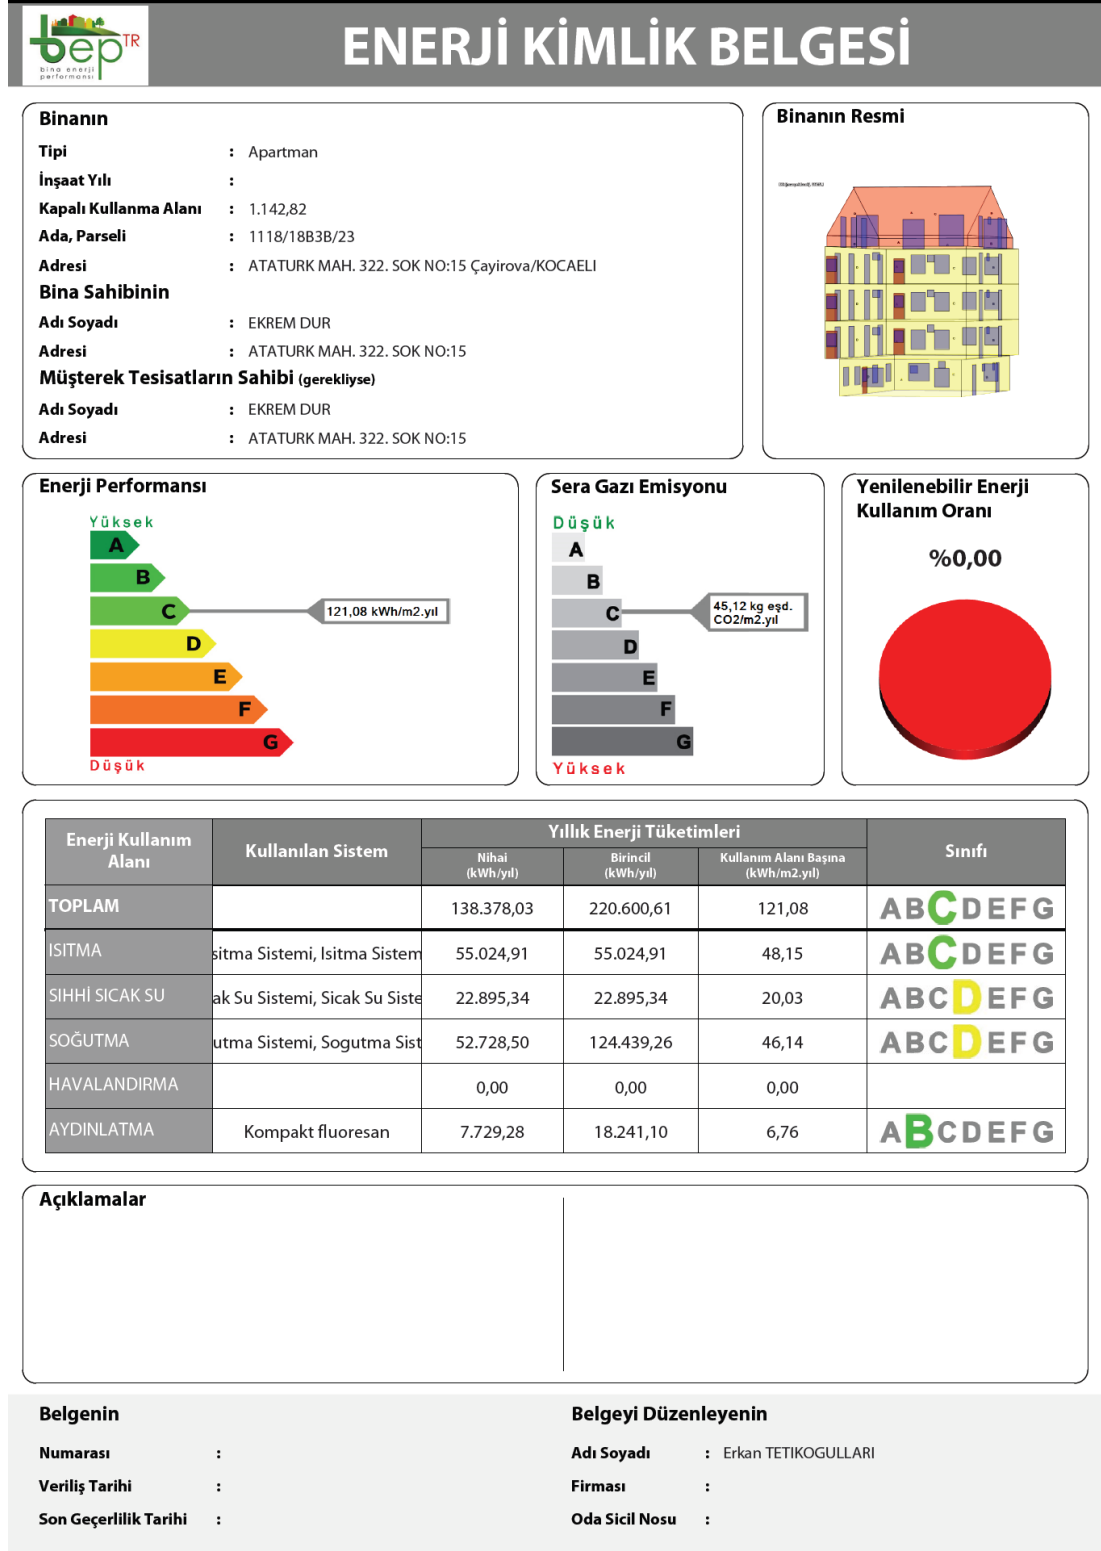 bep TR
bina enerji
performansı
ENERJİ KİMLİK BELGESİ
Binanın
Tipi : Apartman
İnşaat Yılı :
Kapalı Kullanma Alanı : 1.142,82
Ada, Parseli : 1118/18B3B/23
Adresi : ATATURK MAH. 322. SOK NO:15 Çayirova/KOCAELI
Bina Sahibinin
Adı Soyadı : EKREM DUR
Adresi : ATATURK MAH. 322. SOK NO:15
Müşterek Tesisatların Sahibi (gerekliyse)
Adı Soyadı : EKREM DUR
Adresi : ATATURK MAH. 322. SOK NO:15
Binanın Resmi
Enerji Performansı
Yüksek
A
B
C 121,08 kWh/m2.yıl
D
E
F
G
Düşük
Sera Gazı Emisyonu
Düşük
A
B
C 45,12 kg eşd.
CO2/m2.yıl
D
E
F
G
Yüksek
Yenilenebilir Enerji
Kullanım Oranı
%0,00
Enerji Kullanım
Alanı
Kullanılan Sistem
Yıllık Enerji Tüketimleri
Nihai
(kWh/yıl)
Birincil
(kWh/yıl)
Kullanım Alanı Başına
(kWh/m2.yıl)
Sınıfı
TOPLAM 138.378,03 220.600,61 121,08 ABCDEFG
ISITMA sitma Sistemi, Isitma Sistem 55.024,91 55.024,91 48,15 ABCDEFG
SIHHİ SICAK SU ak Su Sistemi, Sicak Su Siste 22.895,34 22.895,34 20,03 ABCDEFG
SOĞUTMA utma Sistemi, Sogutma Sist 52.728,50 124.439,26 46,14 ABCDEFG
HAVALANDIRMA 0,00 0,00 0,00
AYDINLATMA Kompakt fluoresan 7.729,28 18.241,10 6,76 ABCDEFG
Açıklamalar
Belgenin
Numarası :
Veriliş Tarihi :
Son Geçerlilik Tarihi :
Belgeyi Düzenleyenin
Adı Soyadı : Erkan TETIKOGULLARI
Firması :
Oda Sicil Nosu :